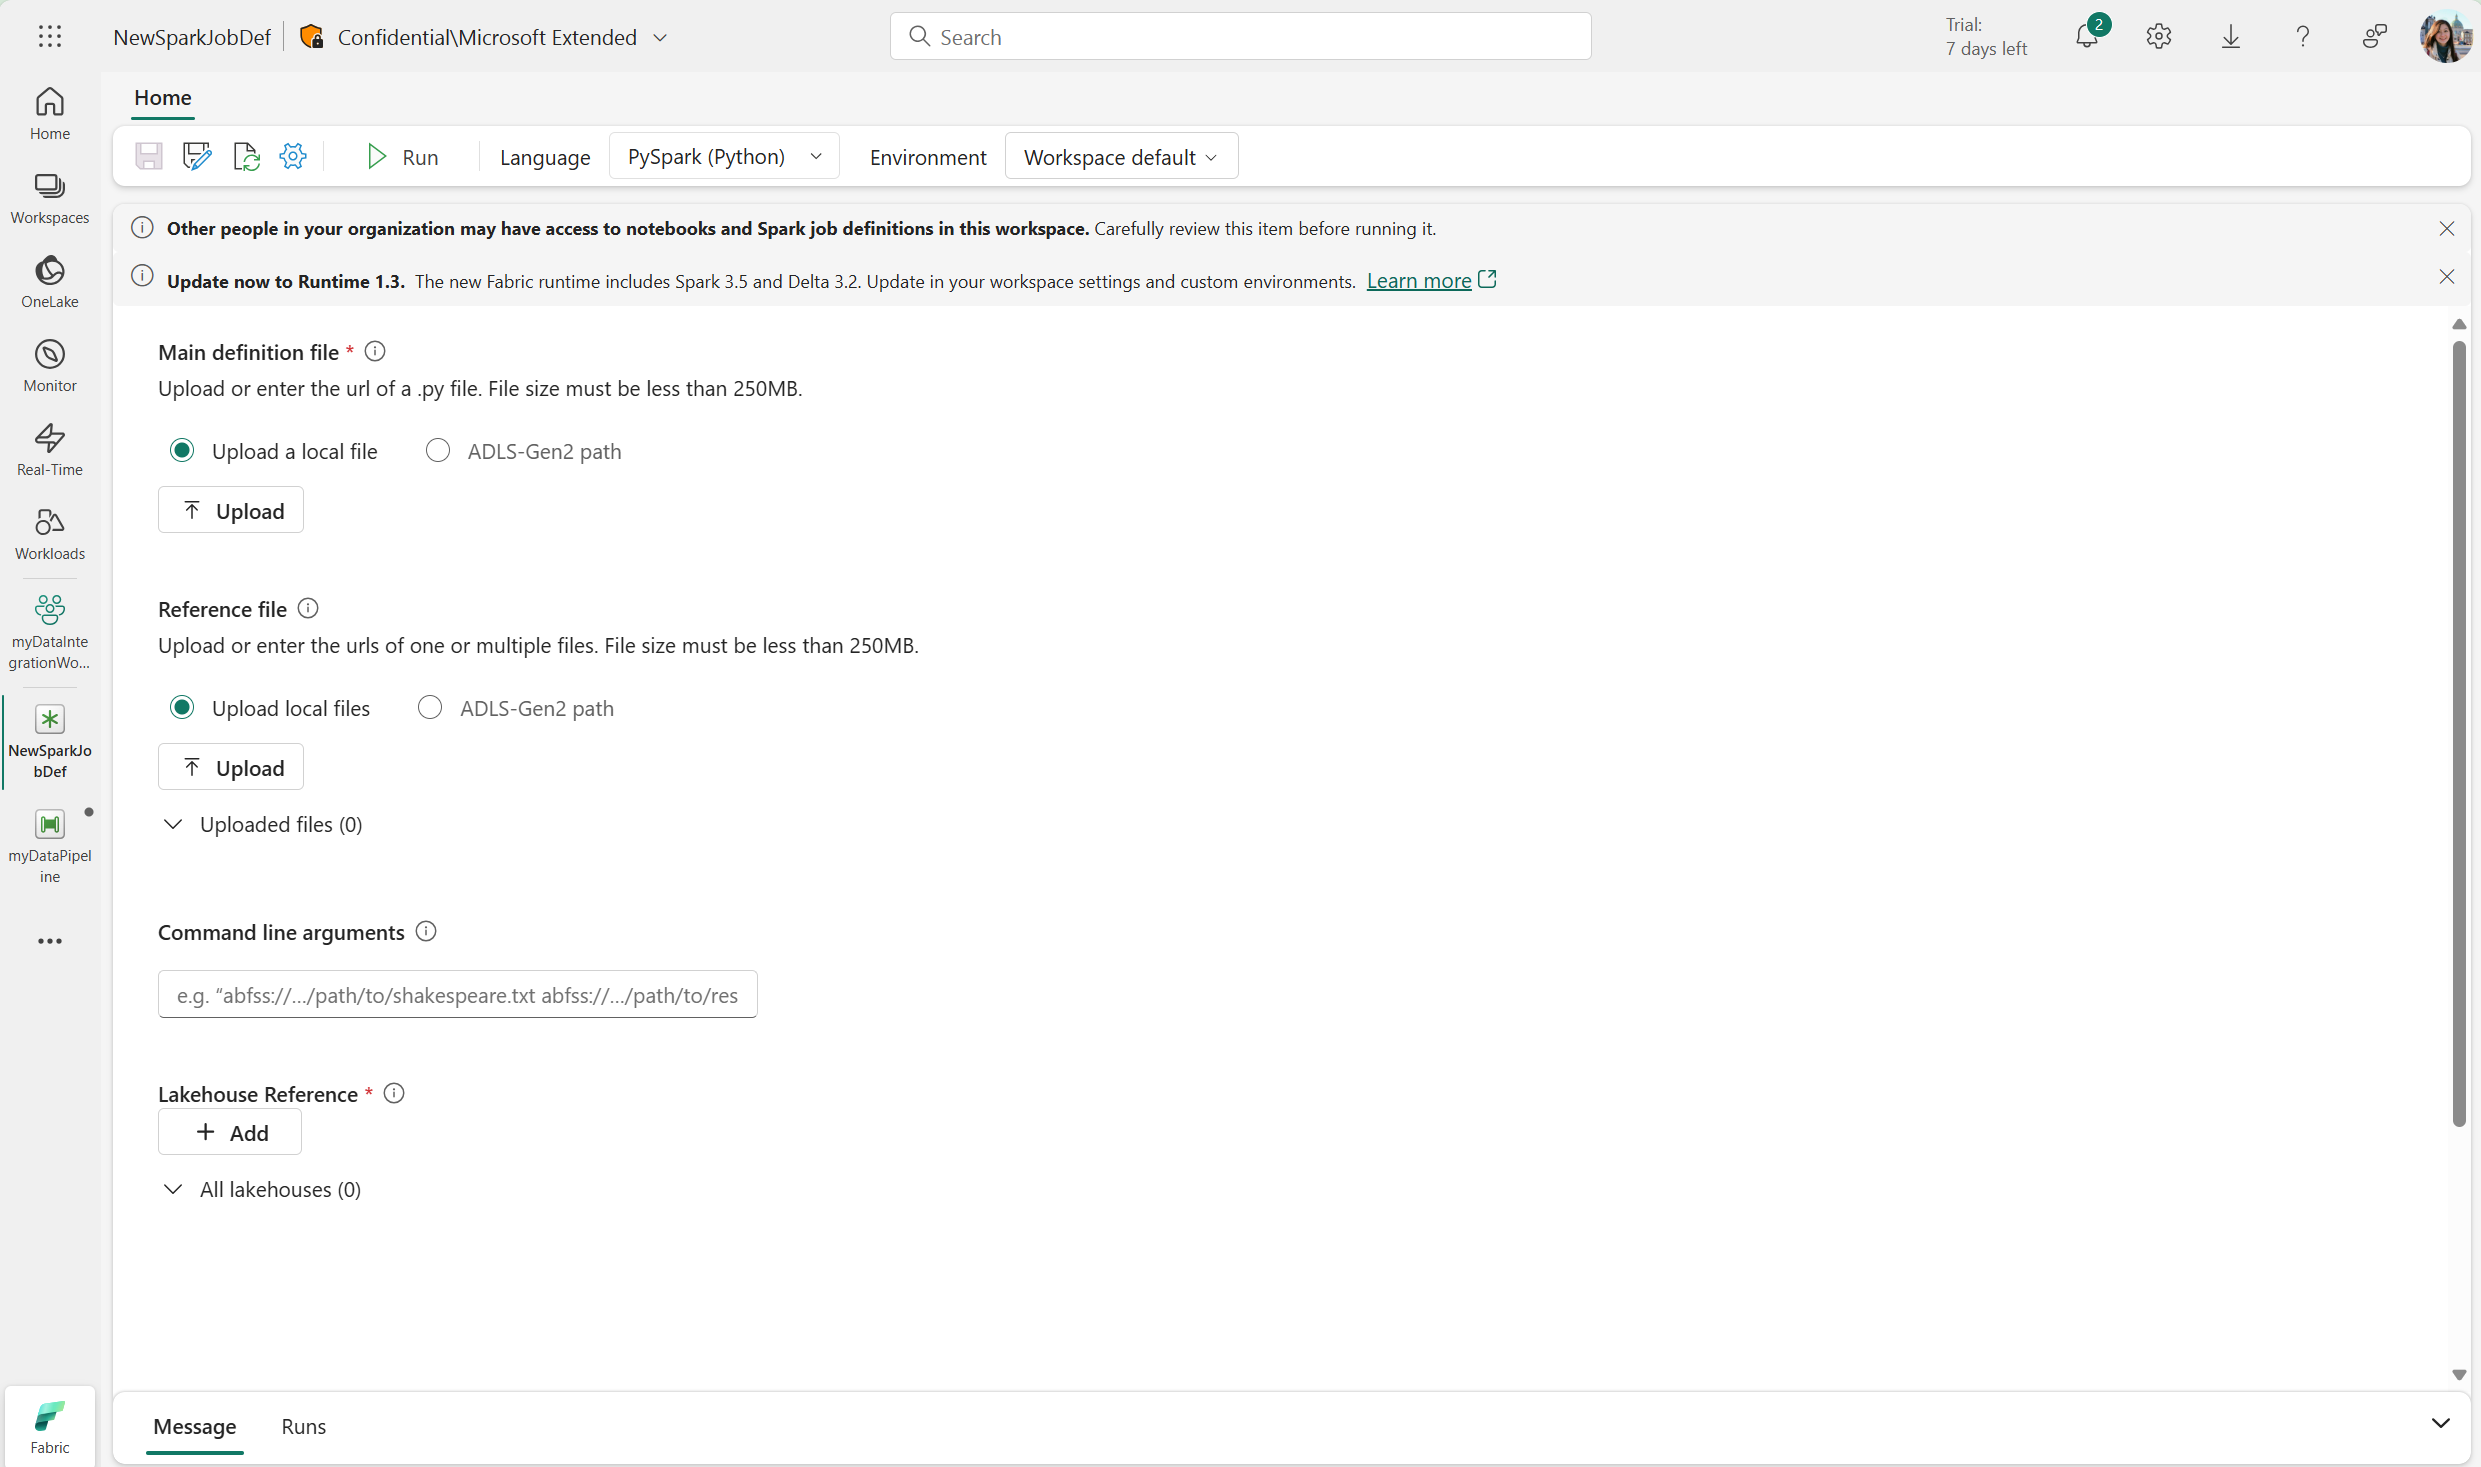 NewSparkJobDef
Confidential\Microsoft Extended
Search
Trial:
7 days left
2
Home
Workspaces
OneLake
Monitor
Real-Time
Workloads
myDataInte
grationWo...
NewSparkJo
bDef
myDataPipel
ine
Fabric
Home
Run
Language
PySpark (Python)
Environment
Workspace default
Other people in your organization may have access to notebooks and Spark job definitions in this workspace. Carefully review this item before running it.
Update now to Runtime 1.3. The new Fabric runtime includes Spark 3.5 and Delta 3.2. Update in your workspace settings and custom environments. Learn more
Main definition file *
Upload or enter the url of a .py file. File size must be less than 250MB.
Upload a local file
ADLS-Gen2 path
Upload
Reference file
Upload or enter the urls of one or multiple files. File size must be less than 250MB.
Upload local files
ADLS-Gen2 path
Upload
Uploaded files (0)
Command line arguments
e.g. “abfss://.../path/to/shakespeare.txt abfss://.../path/to/res
Lakehouse Reference *
+ Add
All lakehouses (0)
Message
Runs